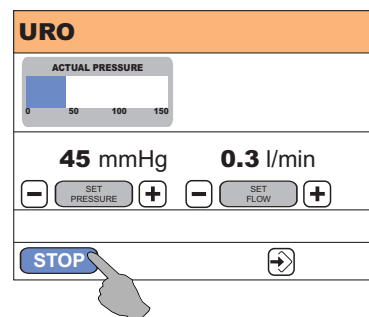 URO
ACTUAL PRESSURE
0 50 100 150
45 mmHg 0.3 l/min
− SET PRESSURE + − SET FLOW +
STOP